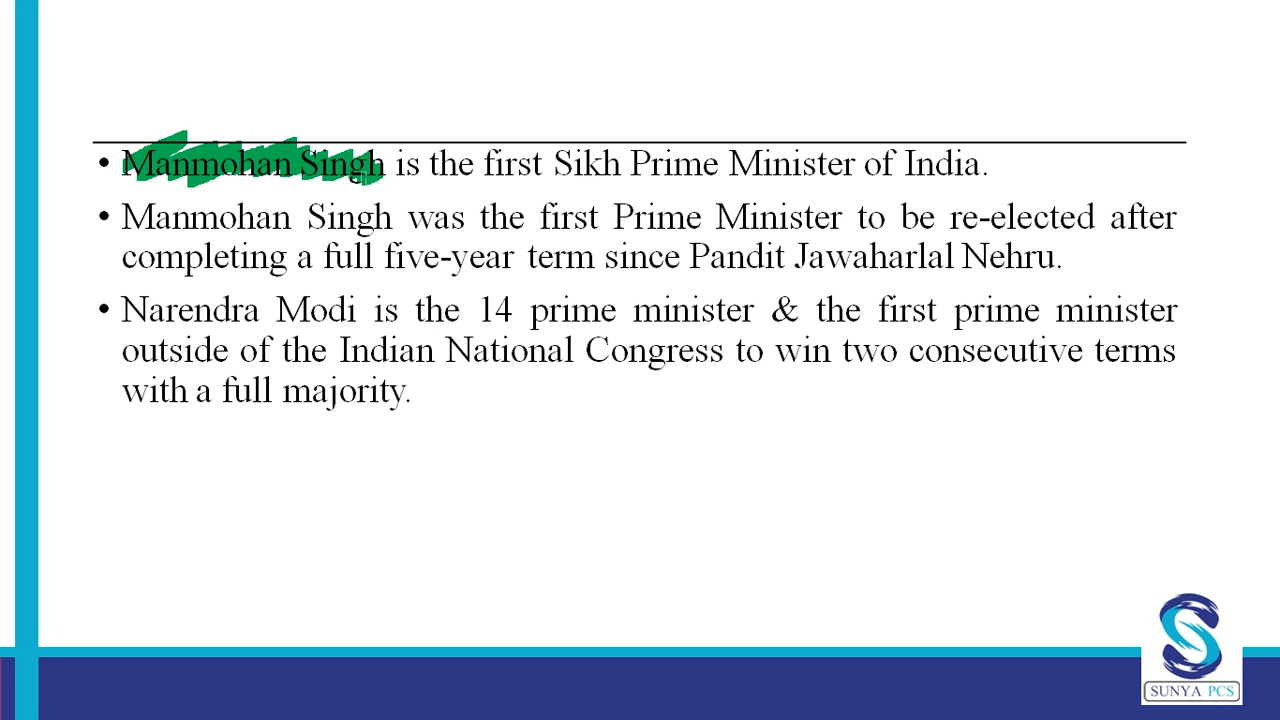 • Manmohan Singh is the first Sikh Prime Minister of India.
• Manmohan Singh was the first Prime Minister to be re-elected after
completing a full five-year term since Pandit Jawaharlal Nehru.
• Narendra Modi is the 14 prime minister & the first prime minister
outside of the Indian National Congress to win two consecutive terms
with a full majority.
SUNYA PCS